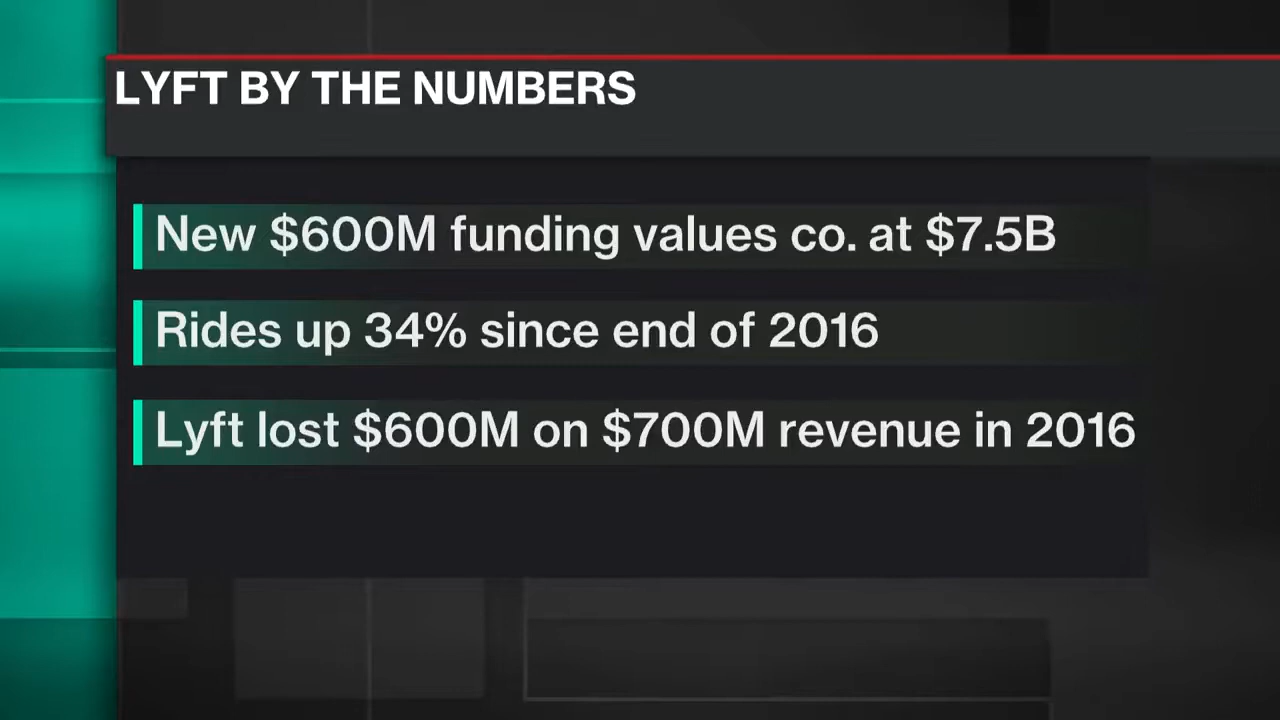 LYFT BY THE NUMBERS
New $600M funding values co. at $7.5B
Rides up 34% since end of 2016
Lyft lost $600M on $700M revenue in 2016